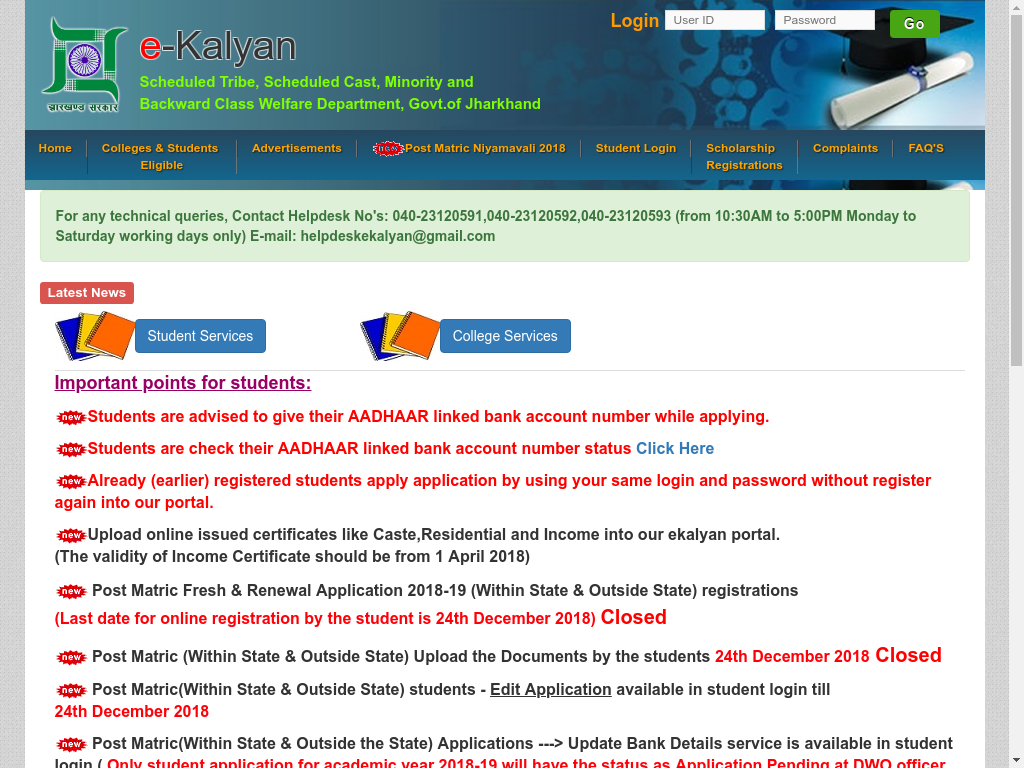 Login User ID Password Go
e-Kalyan
Scheduled Tribe, Scheduled Cast, Minority and
Backward Class Welfare Department, Govt.of Jharkhand
झारखण्ड सरकार
Home
Colleges & Students
Eligible
Advertisements
new Post Matric Niyamavali 2018
Student Login
Scholarship
Registrations
Complaints
FAQ'S
For any technical queries, Contact Helpdesk No's: 040-23120591,040-23120592,040-23120593 (from 10:30AM to 5:00PM Monday to
Saturday working days only) E-mail: helpdeskekalyan@gmail.com
Latest News
Student Services
College Services
Important points for students:
new Students are advised to give their AADHAAR linked bank account number while applying.
new Students are check their AADHAAR linked bank account number status Click Here
new Already (earlier) registered students apply application by using your same login and password without register
again into our portal.
new Upload online issued certificates like Caste,Residential and Income into our ekalyan portal.
(The validity of Income Certificate should be from 1 April 2018)
new Post Matric Fresh & Renewal Application 2018-19 (Within State & Outside State) registrations
(Last date for online registration by the student is 24th December 2018) Closed
new Post Matric (Within State & Outside State) Upload the Documents by the students 24th December 2018 Closed
new Post Matric(Within State & Outside State) students - Edit Application available in student login till
24th December 2018
new Post Matric(Within State & Outside the State) Applications ---> Update Bank Details service is available in student
login ( Only student application for academic year 2018-19 will have the status as Application Pending at DWO officer